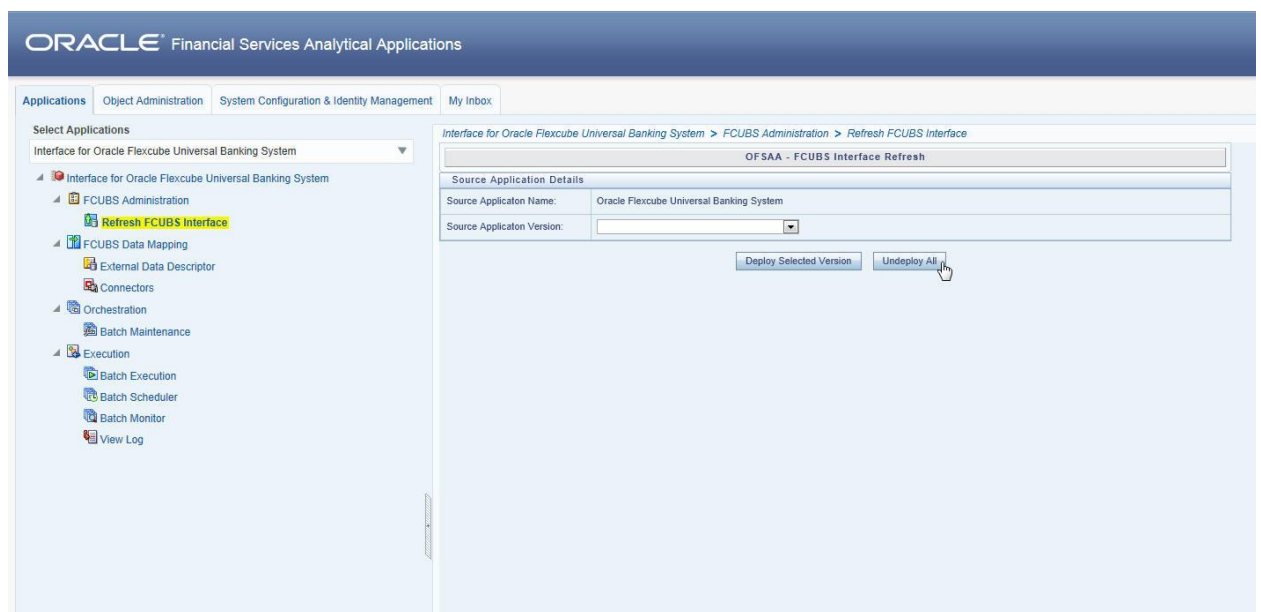 ORACLE® Financial Services Analytical Applications
Applications Object Administration System Configuration & Identity Management My Inbox
Select Applications
Interface for Oracle Flexcube Universal Banking System
Interface for Oracle Flexcube Universal Banking System
FCUBS Administration
Refresh FCUBS Interface
FCUBS Data Mapping
External Data Descriptor
Connectors
Orchestration
Batch Maintenance
Execution
Batch Execution
Batch Scheduler
Batch Monitor
View Log
Interface for Oracle Flexcube Universal Banking System > FCUBS Administration > Refresh FCUBS Interface
OFSAA - FCUBS Interface Refresh
Source Application Details
Source Applicaton Name: Oracle Flexcube Universal Banking System
Source Applicaton Version:
Deploy Selected Version Undeploy All